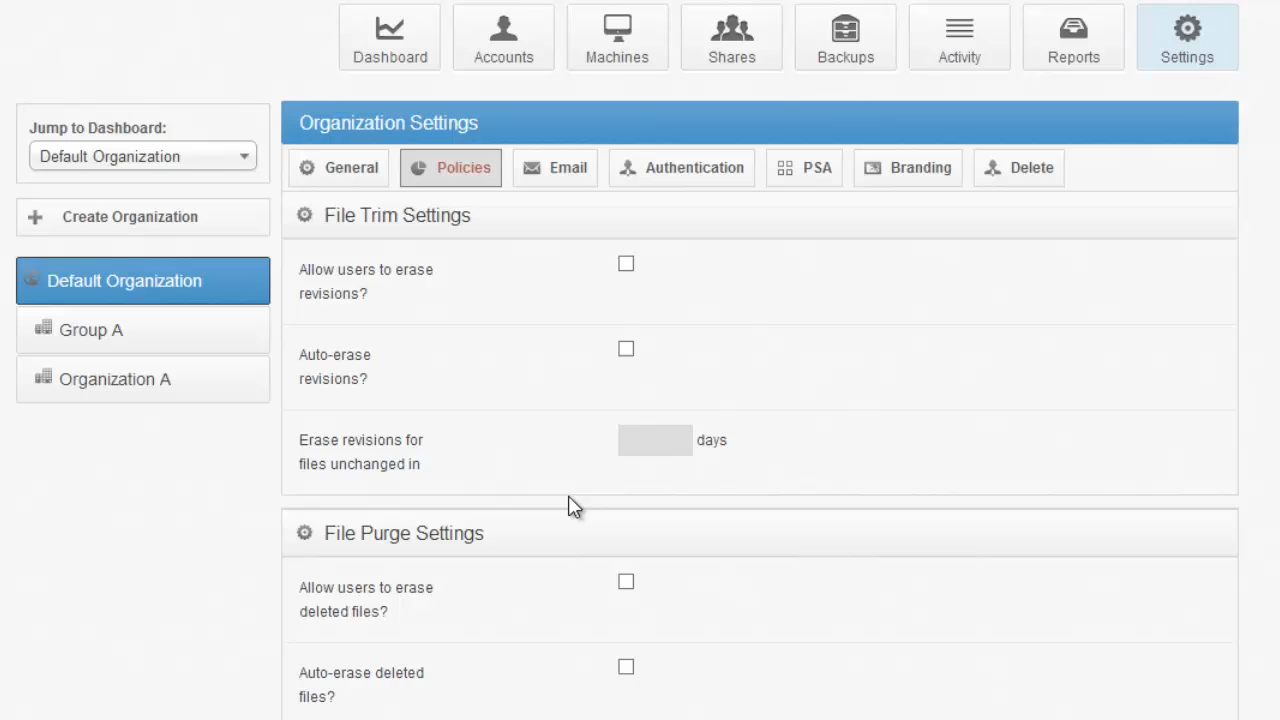 Dashboard
Accounts
Machines
Shares
Backups
Activity
Reports
Settings
Jump to Dashboard:
Default Organization
Create Organization
Default Organization
Group A
Organization A
Organization Settings
General
Policies
Email
Authentication
PSA
Branding
Delete
File Trim Settings
Allow users to erase
revisions?
Auto-erase
revisions?
Erase revisions for
files unchanged in
days
File Purge Settings
Allow users to erase
deleted files?
Auto-erase deleted
files?